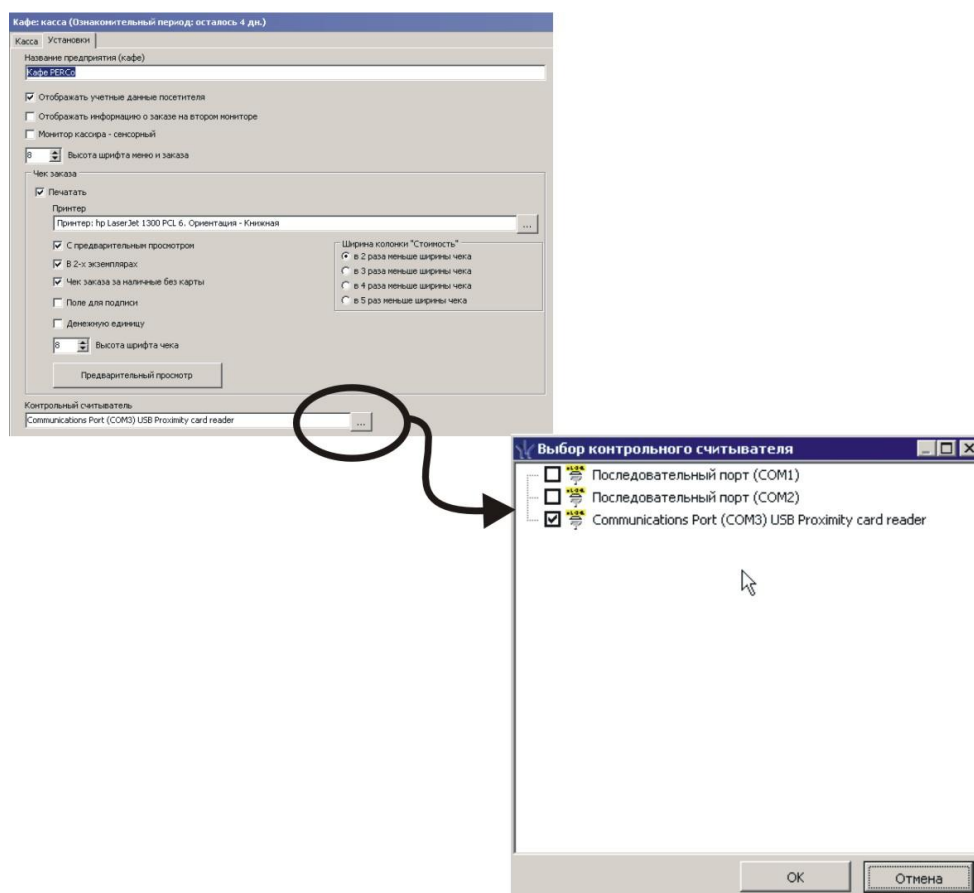 Кафе: касса (Ознакомительный период: осталось 4 дн.)
Касса Установки
Название предприятия (кафе)
Кафе PERCo
Отображать учетные данные посетителя
Отображать информацию о заказе на втором мониторе
Монитор кассира - сенсорный
8 Высота шрифта меню и заказа
Чек заказа
Печатать
Принтер
Принтер: hp LaserJet 1300 PCL 6. Ориентация - Книжная ...
С предварительным просмотром
В 2-х экземплярах
Чек заказа за наличные без карты
Поле для подписи
Денежную единицу
8 Высота шрифта чека
Ширина колонки "Стоимость"
в 2 раза меньше ширины чека
в 3 раза меньше ширины чека
в 4 раза меньше ширины чека
в 5 раз меньше ширины чека
Предварительный просмотр
Контрольный считыватель
Communications Port (COM3) USB Proximity card reader ...
Выбор контрольного считывателя
Последовательный порт (COM1)
Последовательный порт (COM2)
Communications Port (COM3) USB Proximity card reader
OK Отмена